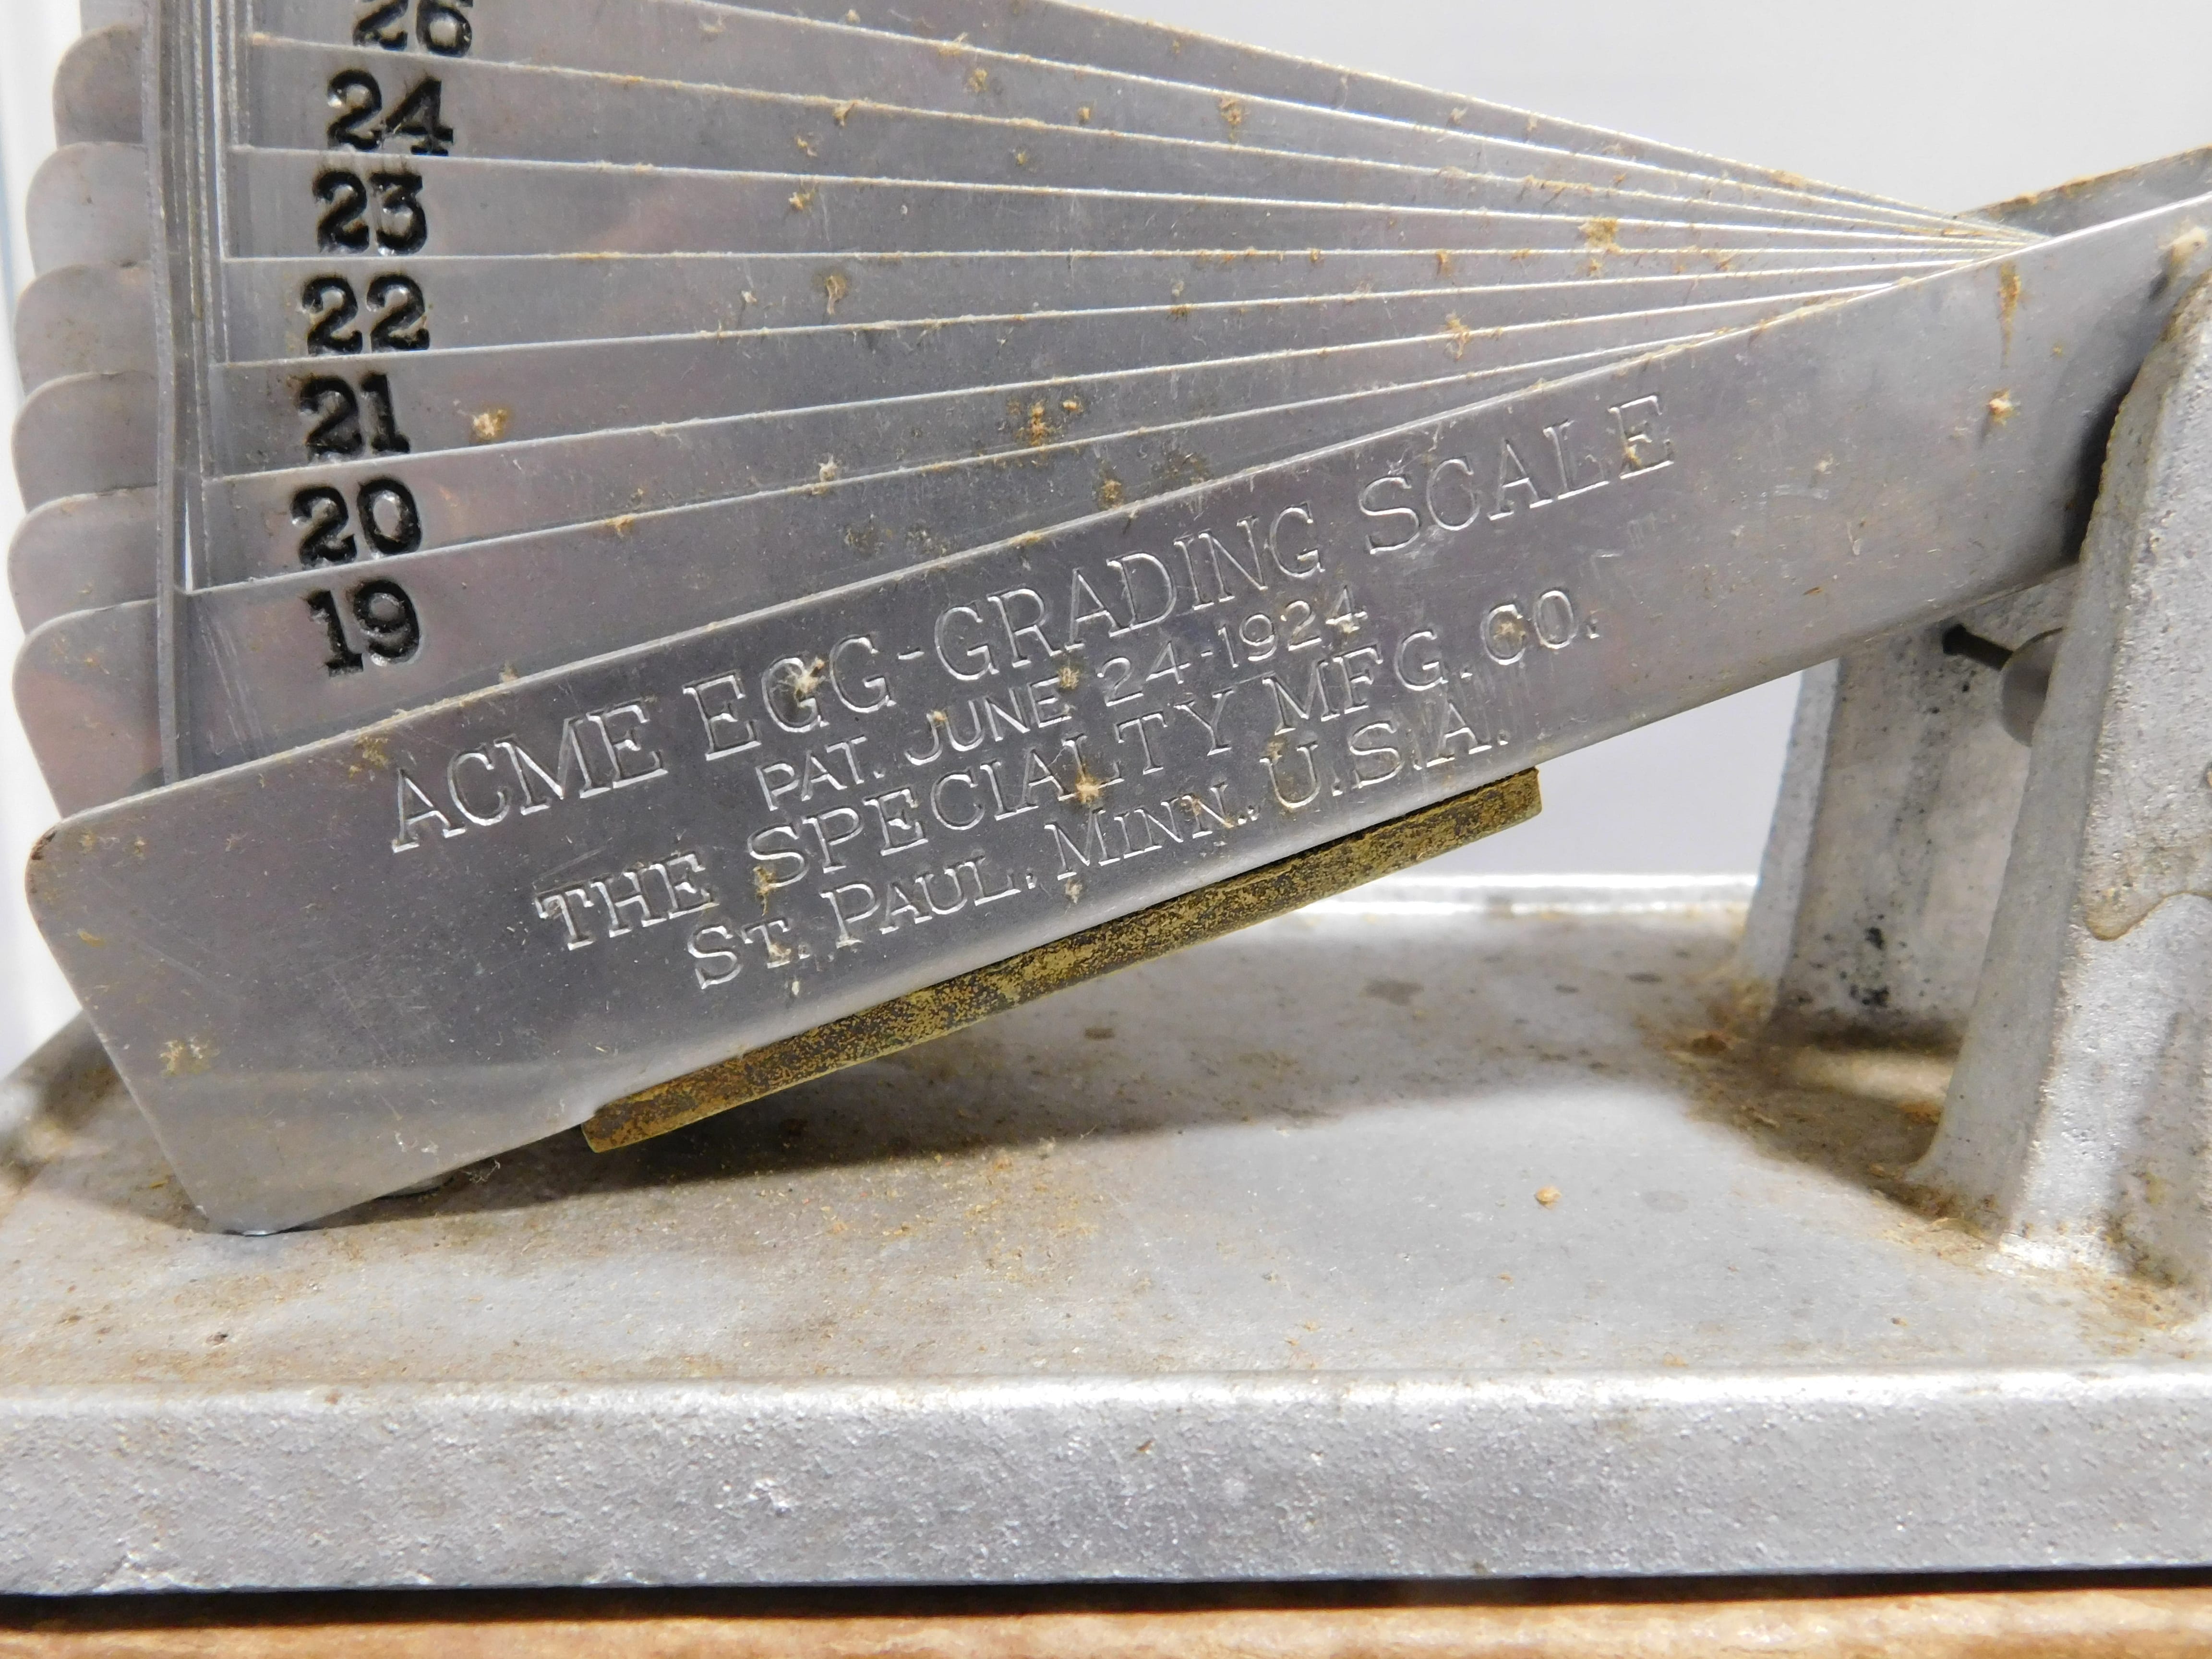 26
24
23
22
21
20
19
ACME EGG-GRADING SCALE
PAT. JUNE 24-1924
THE SPECIALTY MFG. CO.
ST. PAUL, MINN., U.S.A.